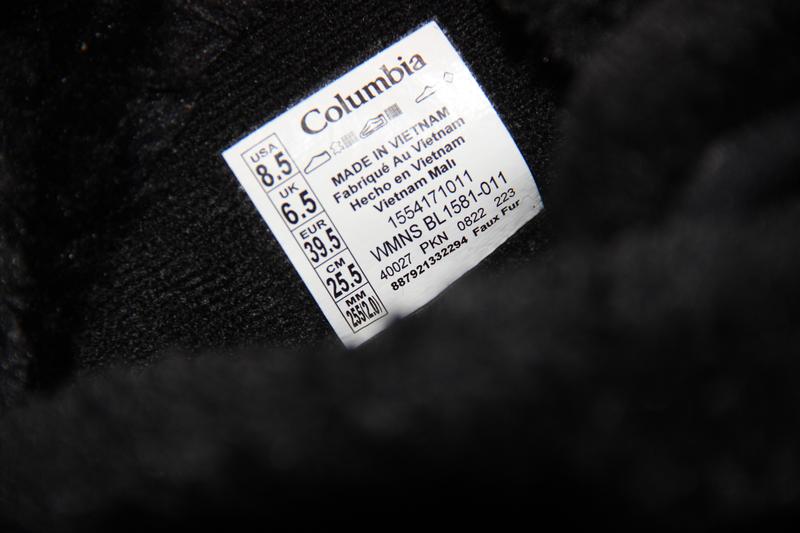 Columbia
USA
8.5
UK
6.5
EUR
39.5
CM
25.5
MM
255(2.0)
MADE IN VIETNAM
Fabriqué Au Vietnam
Hecho en Vietnam
Vietnam Malı
1554171011
WMNS BL1581-011
40027 PKN 0822 223
887921332294 Faux Fur